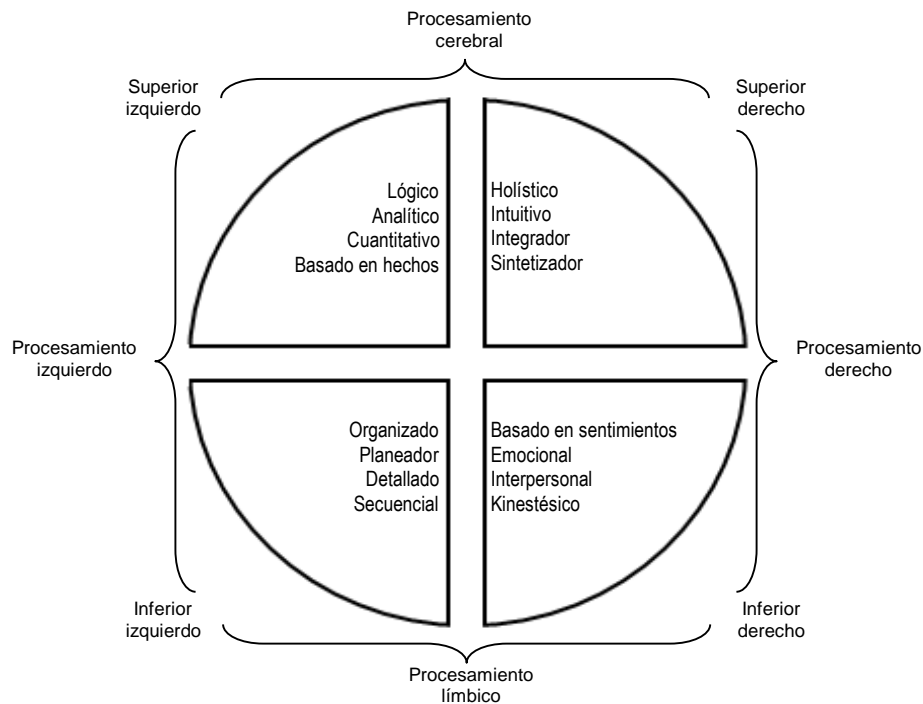 Procesamiento
cerebral
Superior
izquierdo
Superior
derecho
Lógico
Analítico
Cuantitativo
Basado en hechos
Holístico
Intuitivo
Integrador
Sintetizador
Procesamiento
izquierdo
Procesamiento
derecho
Organizado
Planeador
Detallado
Secuencial
Basado en sentimientos
Emocional
Interpersonal
Kinestésico
Inferior
izquierdo
Inferior
derecho
Procesamiento
límbico